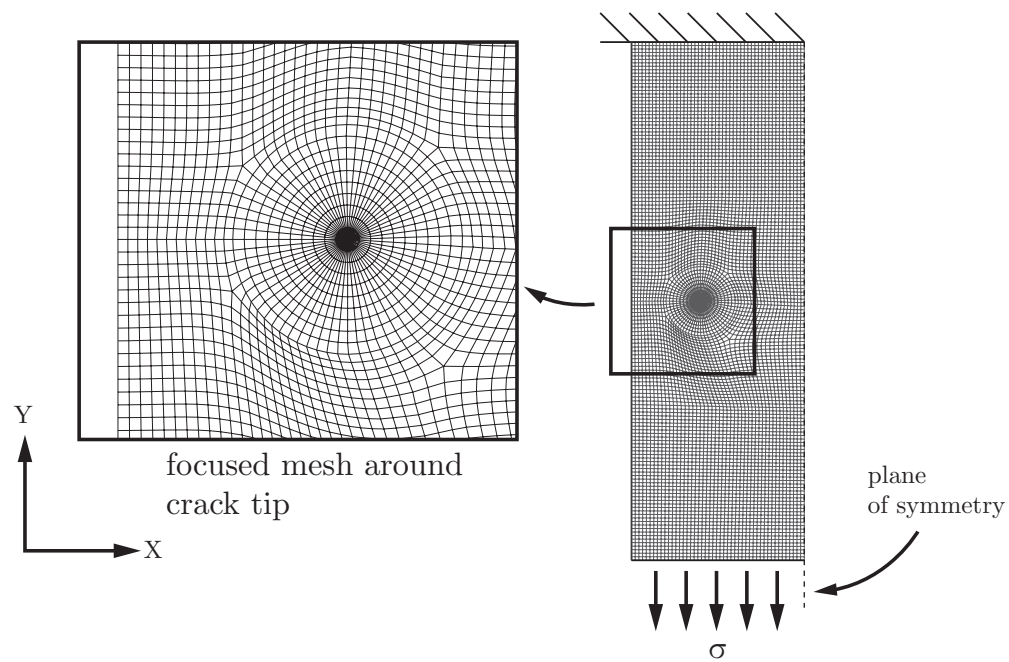 Y
X
focused mesh around
crack tip
plane
of symmetry
σ